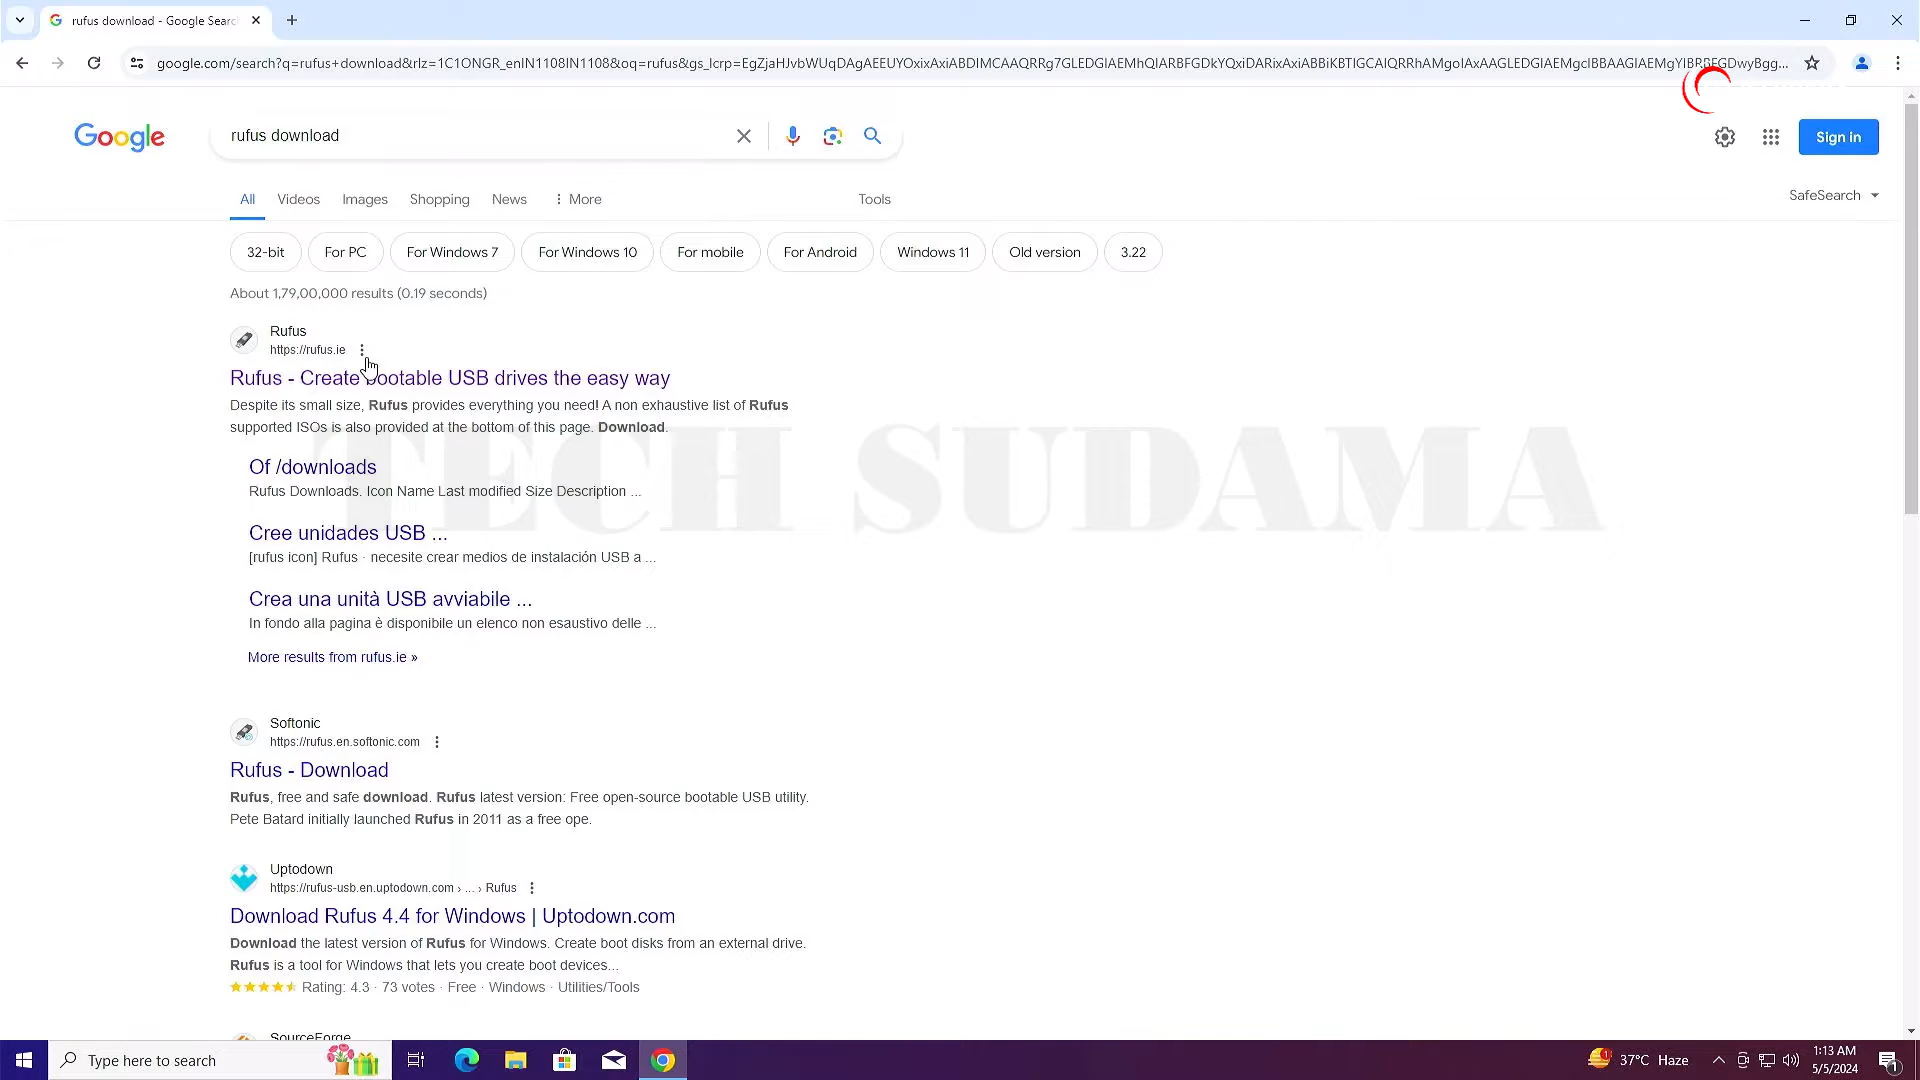 rufus download - Google Searc
google.com/search?q=rufus+download&rlz=1C1ONGR_enIN1108IN1108&oq=rufus&gs_lcrp=
Google
rufus download
Sign in
All Videos Images Shopping News More Tools
SafeSearch
32-bit For PC For Windows 7 For Windows 10 For mobile For Android Windows 11 Old version 3.22
About 1,79,00,000 results (0.19 seconds)
Rufus
https://rufus.ie
Rufus - Create bootable USB drives the easy way
Despite its small size, Rufus provides everything you need! A non exhaustive list of Rufus
supported ISOs is also provided at the bottom of this page. Download.
TECH SUDAMA
Of /downloads
Rufus Downloads. Icon Name Last modified Size Description ...
Cree unidades USB ...
[rufus icon] Rufus · necesite crear medios de instalación USB a ...
Crea una unità USB avviabile ...
In fondo alla pagina è disponibile un elenco non esaustivo delle ...
More results from rufus.ie »
Softonic
https://rufus.en.softonic.com
Rufus - Download
Rufus, free and safe download. Rufus latest version: Free open-source bootable USB utility.
Pete Batard initially launched Rufus in 2011 as a free ope.
Uptodown
https://rufus-usb.en.uptodown.com › ... › Rufus
Download Rufus 4.4 for Windows | Uptodown.com
Download the latest version of Rufus for Windows. Create boot disks from an external drive.
Rufus is a tool for Windows that lets you create boot devices...
Rating: 4.3 · 73 votes · Free · Windows · Utilities/Tools
SourceForge
Type here to search
1
37°C Haze
1:13 AM
5/5/2024
1